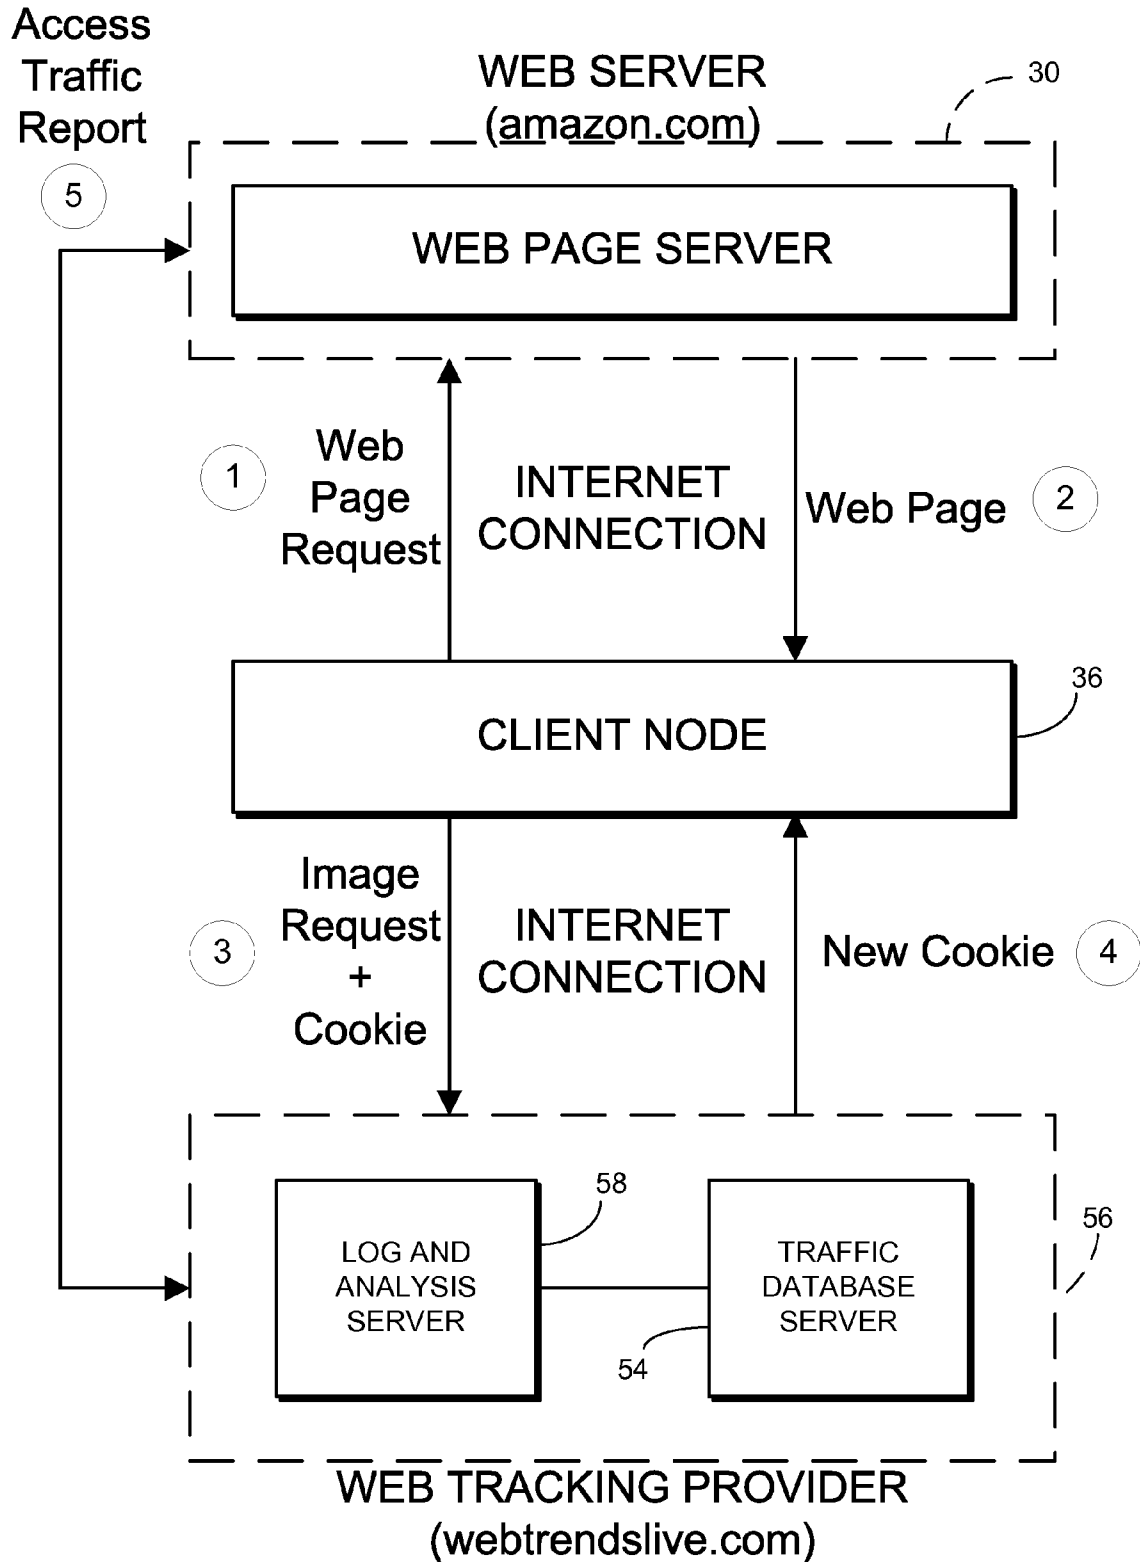 Access
Traffic
Report
5
WEB SERVER
(amazon.com)
30
WEB PAGE SERVER
1
Web
Page
Request
INTERNET
CONNECTION
Web Page
2
CLIENT NODE
36
3
Image
Request
+
Cookie
INTERNET
CONNECTION
New Cookie
4
LOG AND
ANALYSIS
SERVER
58
TRAFFIC
DATABASE
SERVER
54
56
WEB TRACKING PROVIDER
(webtrendslive.com)